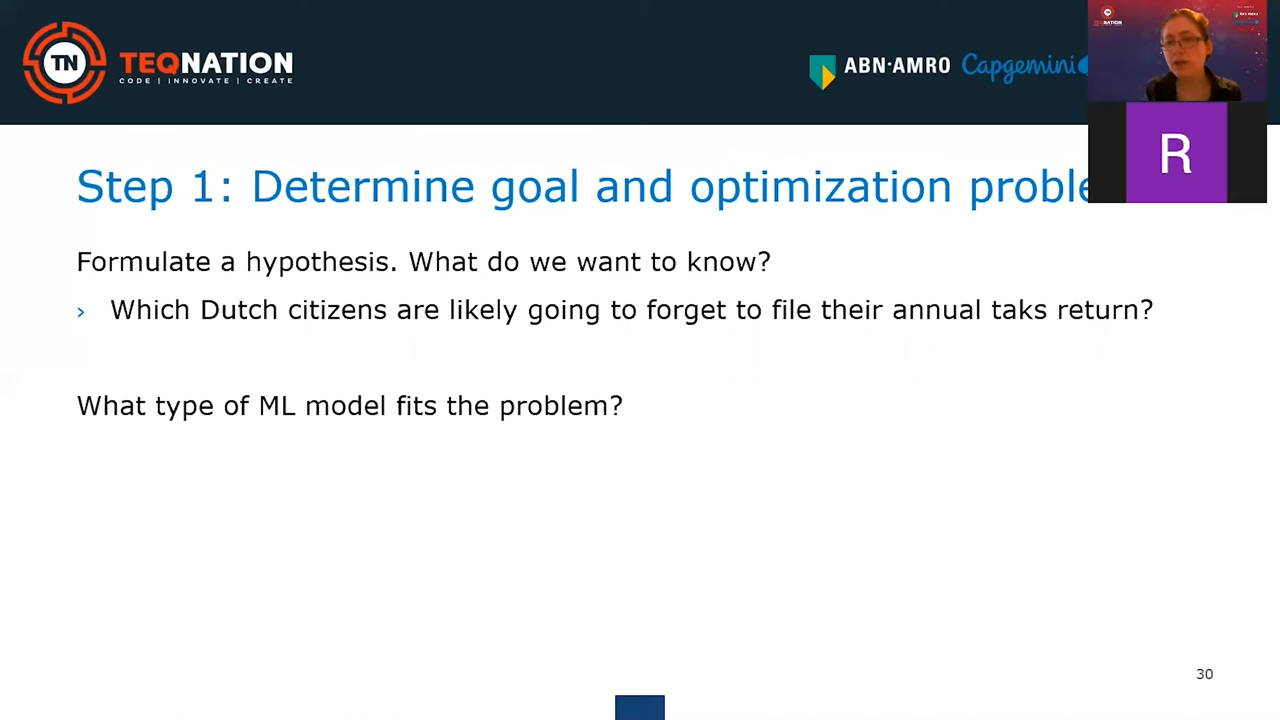 TN
TEQNATION
CODE | INNOVATE | CREATE
ABN·AMRO
Capgemini
R
Step 1: Determine goal and optimization proble
Formulate a hypothesis. What do we want to know?
› Which Dutch citizens are likely going to forget to file their annual taks return?
What type of ML model fits the problem?
30